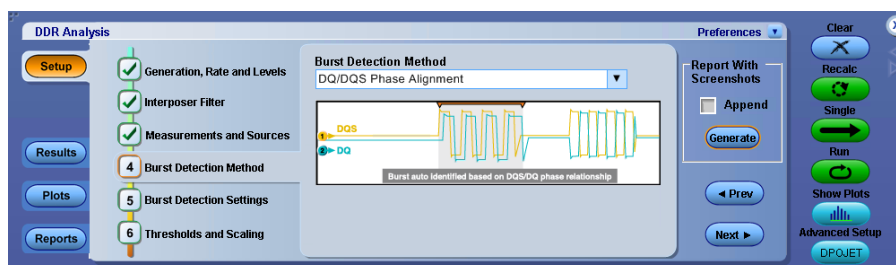 DDR Analysis
Preferences
Setup
Results
Plots
Reports
Generation, Rate and Levels
Interposer Filter
Measurements and Sources
4 Burst Detection Method
5 Burst Detection Settings
6 Thresholds and Scaling
Burst Detection Method
DQ/DQS Phase Alignment
1 DQS
2 DQ
Burst auto identified based on DQS/DQ phase relationship
Report With
Screenshots
Append
Generate
◄ Prev
Next ►
Clear
Recalc
Single
Run
Show Plots
Advanced Setup
DPOJET